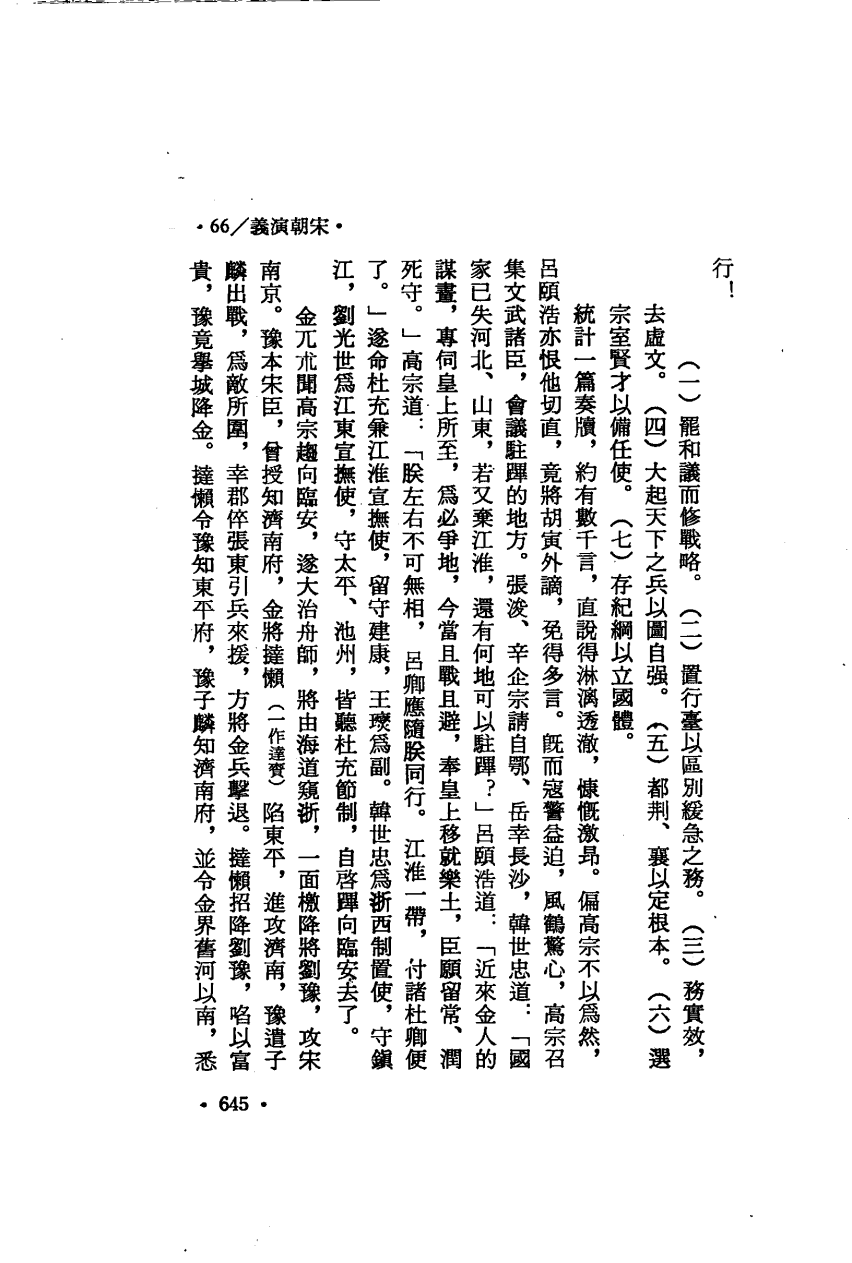 ·66／義演朝宋·
行！
（一）罷和議而修戰略。（二）置行臺以區別緩急之務。（三）務實效，
去虛文。（四）大起天下之兵以圖自强。（五）都荆、襄以定根本。（六）選
宗室賢才以備任使。（七）存紀綱以立國體。
統計一篇奏牘，約有數千言，直說得淋漓透澈，慷慨激昂。偏高宗不以爲然，
呂頤浩亦恨他切直，竟將胡寅外謫，免得多言。旣而寇警益迫，風鶴驚心，高宗召
集文武諸臣，會議駐蹕的地方。張浚、辛企宗請自鄂、岳幸長沙，韓世忠道：「國
家已失河北、山東，若又棄江淮，還有何地可以駐蹕？」呂頤浩道：「近來金人的
謀畫，專伺皇上所至，爲必爭地，今當且戰且避，奉皇上移就樂土，臣願留常、潤
死守。」高宗道：「朕左右不可無相，呂卿應隨朕同行。江淮一帶，付諸杜卿便
了。」遂命杜充兼江淮宣撫使，留守建康，王𤫉爲副。韓世忠爲浙西制置使，守鎭
江，劉光世爲江東宣撫使，守太平、池州，皆聽杜充節制，自啓蹕向臨安去了。
金兀朮聞高宗趨向臨安，遂大治舟師，將由海道窺浙，一面檄降將劉豫，攻宋
南京。豫本宋臣，曾授知濟南府，金將撻懶（一作達賚）陷東平，進攻濟南，豫遣子
麟出戰，爲敵所圍，幸郡倅張東引兵來援，方將金兵擊退。撻懶招降劉豫，啗以富
貴，豫竟擧城降金。撻懶令豫知東平府，豫子麟知濟南府，並令金界舊河以南，悉
·645·